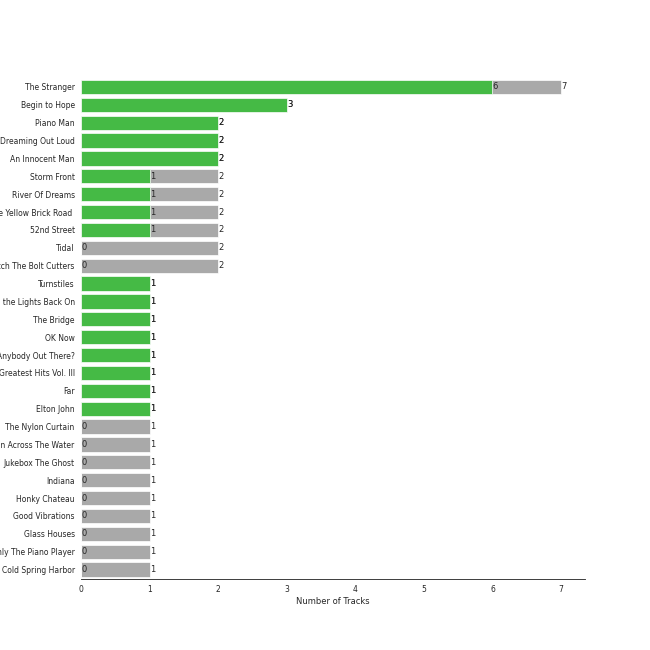 The Stranger 6 7
Begin to Hope 3
Piano Man 2
Dreaming Out Loud 2
An Innocent Man 2
Storm Front 1 2
River Of Dreams 1 2
e Yellow Brick Road 1 2
52nd Street 1 2
Tidal 0 2
tch The Bolt Cutters 0 2
Turnstiles 1
the Lights Back On 1
The Bridge 1
OK Now 1
Anybody Out There? 1
Greatest Hits Vol. III 1
Far 1
Elton John 1
The Nylon Curtain 0 1
n Across The Water 0 1
Jukebox The Ghost 0 1
Indiana 0 1
Honky Chateau 0 1
Good Vibrations 0 1
Glass Houses 0 1
nly The Piano Player 0 1
Cold Spring Harbor 0 1
0 1 2 3 4 5 6 7
Number of Tracks